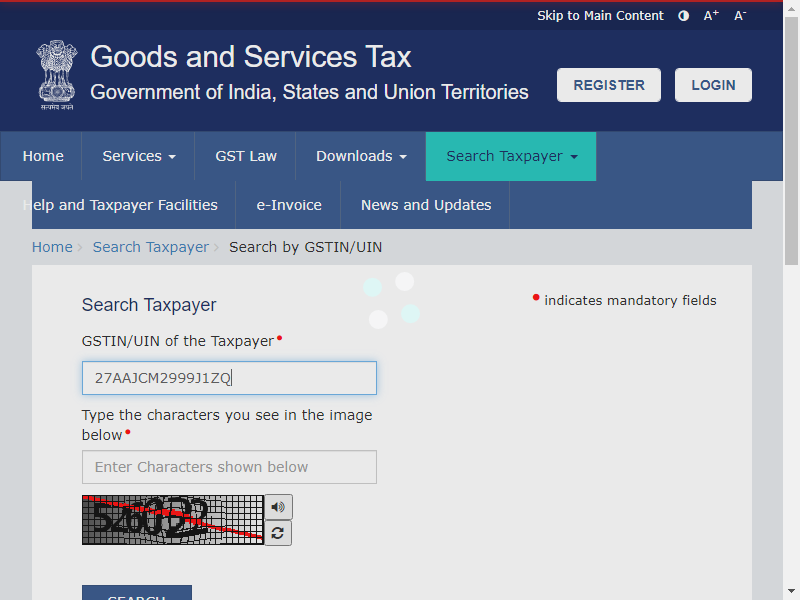 Skip to Main Content A+ A-
सत्यमेव जयते
Goods and Services Tax
Government of India, States and Union Territories
REGISTER LOGIN
Home Services GST Law Downloads Search Taxpayer
Help and Taxpayer Facilities e-Invoice News and Updates
Home › Search Taxpayer › Search by GSTIN/UIN
Search Taxpayer
• indicates mandatory fields
GSTIN/UIN of the Taxpayer •
27AAJCM2999J1ZQ
Type the characters you see in the image
below •
Enter Characters shown below
SEARCH